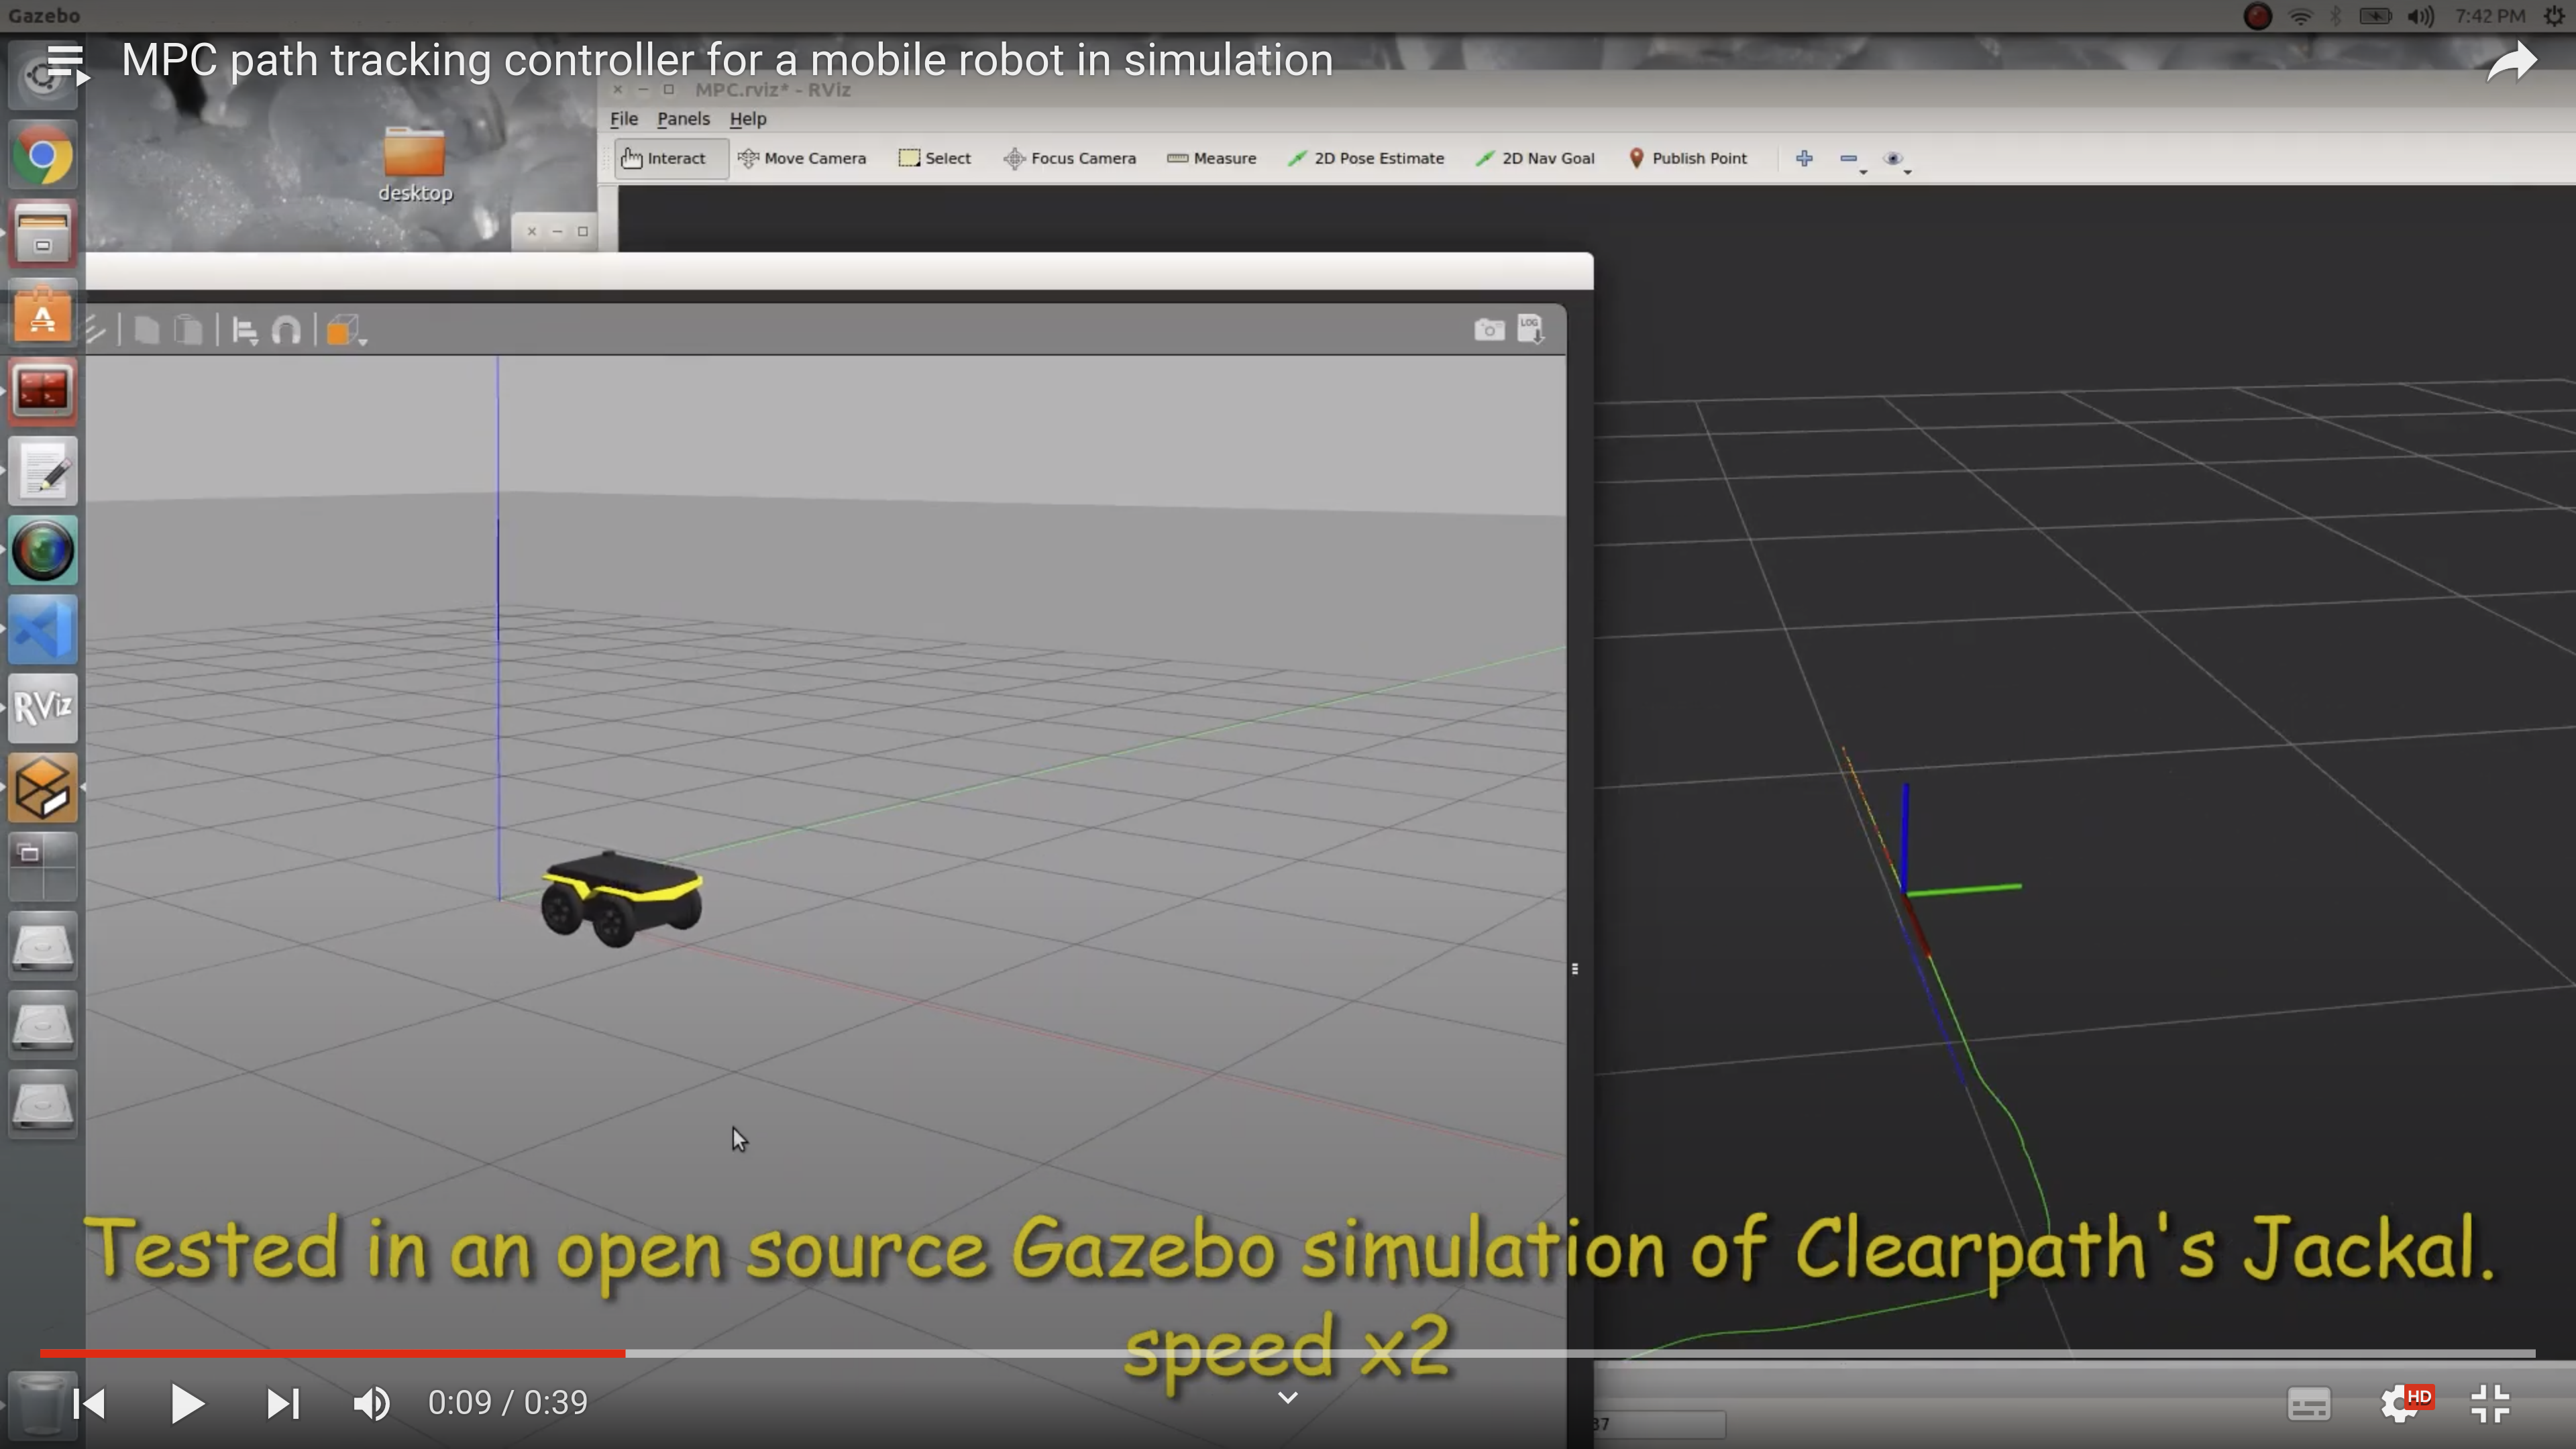 Gazebo
7:42 PM
MPC path tracking controller for a mobile robot in simulation
MPC.rviz* - RViz
File Panels Help
Interact Move Camera Select Focus Camera Measure 2D Pose Estimate 2D Nav Goal Publish Point
desktop
LOG
RViz
Tested in an open source Gazebo simulation of Clearpath's Jackal.
speed x2
0:09 / 0:39
HD
37